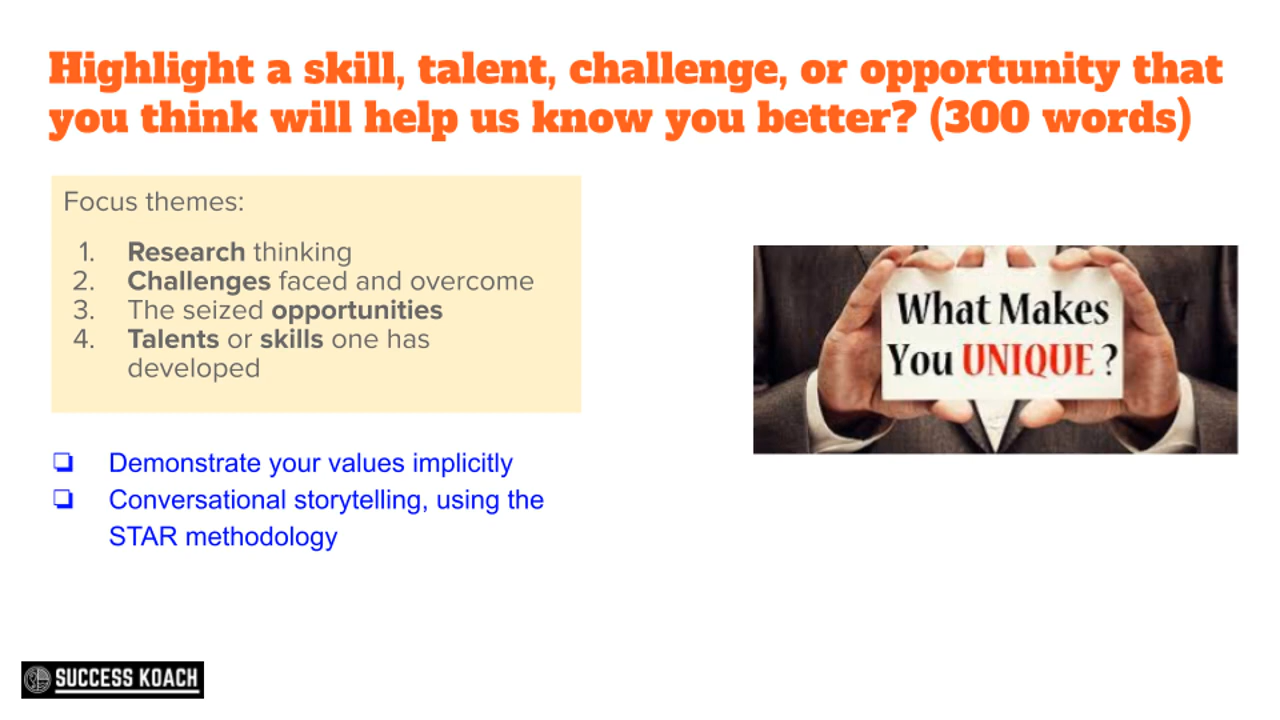 Highlight a skill, talent, challenge, or opportunity that
you think will help us know you better? (300 words)
Focus themes:
1. Research thinking
2. Challenges faced and overcome
3. The seized opportunities
4. Talents or skills one has
developed
❏ Demonstrate your values implicitly
❏ Conversational storytelling, using the
STAR methodology
What Makes
You UNIQUE ?
SUCCESS KOACH